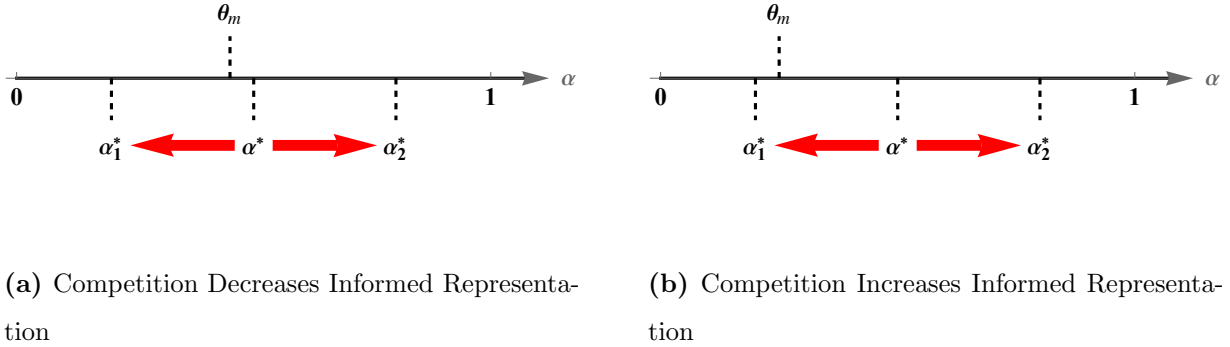 θm
0 1 α
α*1 α* α*2
(a) Competition Decreases Informed Representa-
tion
θm
0 1 α
α*1 α* α*2
(b) Competition Increases Informed Representa-
tion